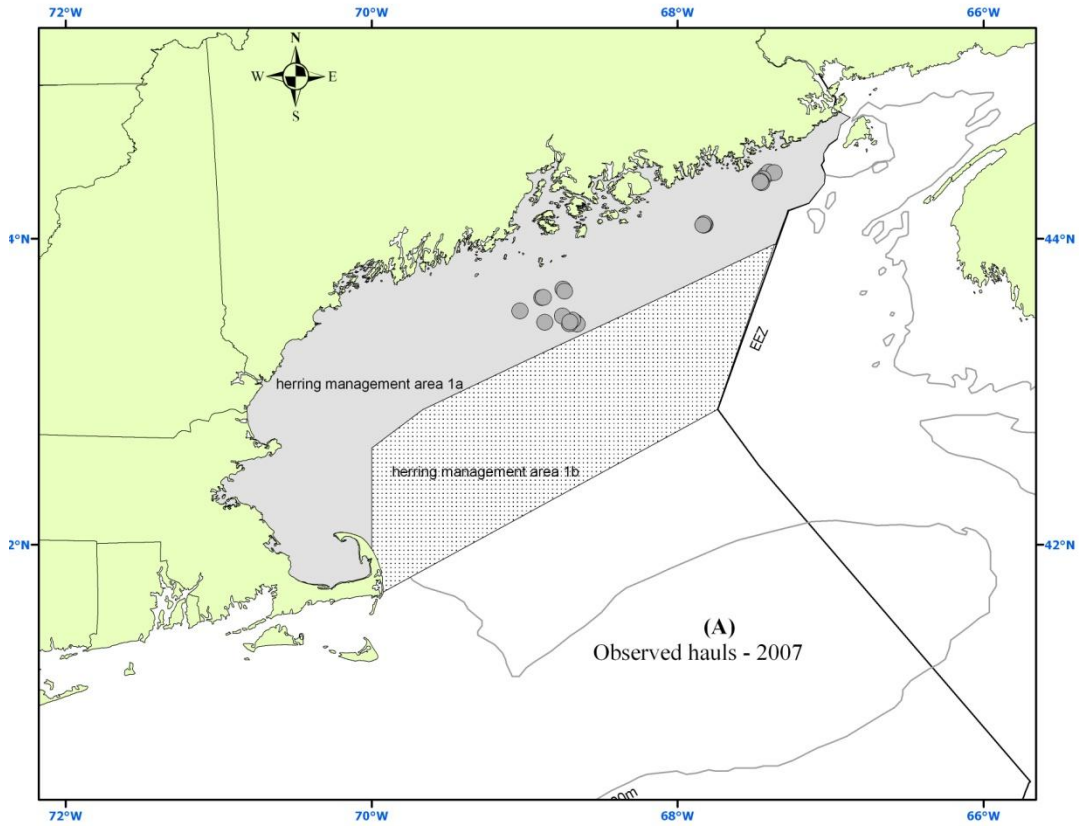 72°W 70°W 68°W 66°W
N
W E
S
4°N 44°N
EEZ
herring management area 1a
herring management area 1b
2°N 42°N
(A)
Observed hauls - 2007
72°W 70°W 68°W 66°W